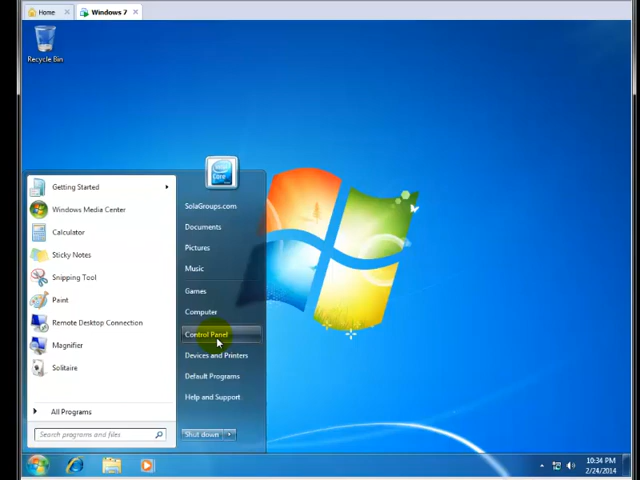 Home
Windows 7
Recycle Bin
Getting Started
Windows Media Center
Calculator
Sticky Notes
Snipping Tool
Paint
Remote Desktop Connection
Magnifier
Solitaire
All Programs
Search programs and files
SolaGroups.com
Documents
Pictures
Music
Games
Computer
Control Panel
Devices and Printers
Default Programs
Help and Support
Shut down
10:34 PM
2/24/2014